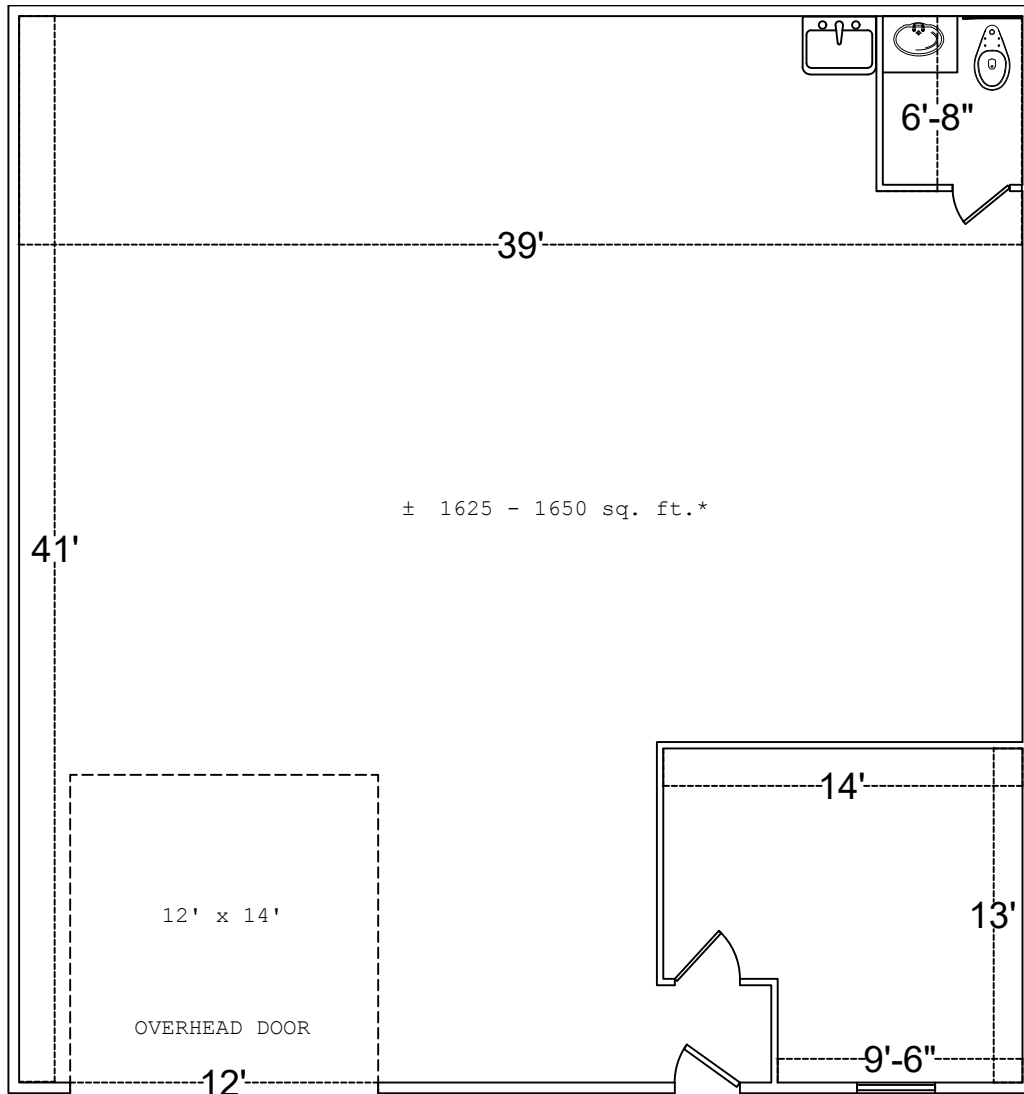 6'-8"
39'
± 1625 - 1650 sq. ft.*
41'
14'
12' x 14'
13'
OVERHEAD DOOR
9'-6"
12'